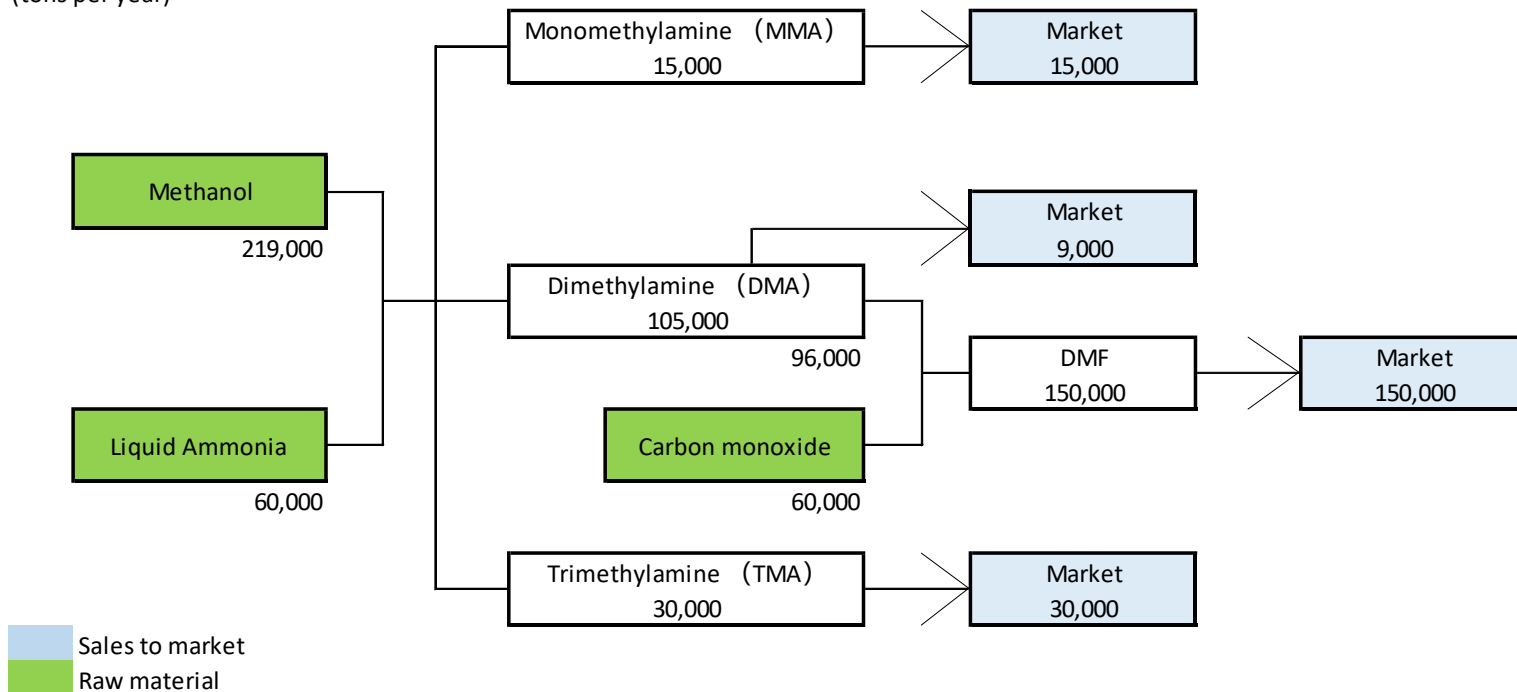 (tons per year)
Monomethylamine （MMA）
15,000
Market
15,000
Methanol
219,000
Market
9,000
Dimethylamine （DMA）
105,000
96,000
DMF
150,000
Market
150,000
Liquid Ammonia
60,000
Carbon monoxide
60,000
Trimethylamine （TMA）
30,000
Market
30,000
Sales to market
Raw material